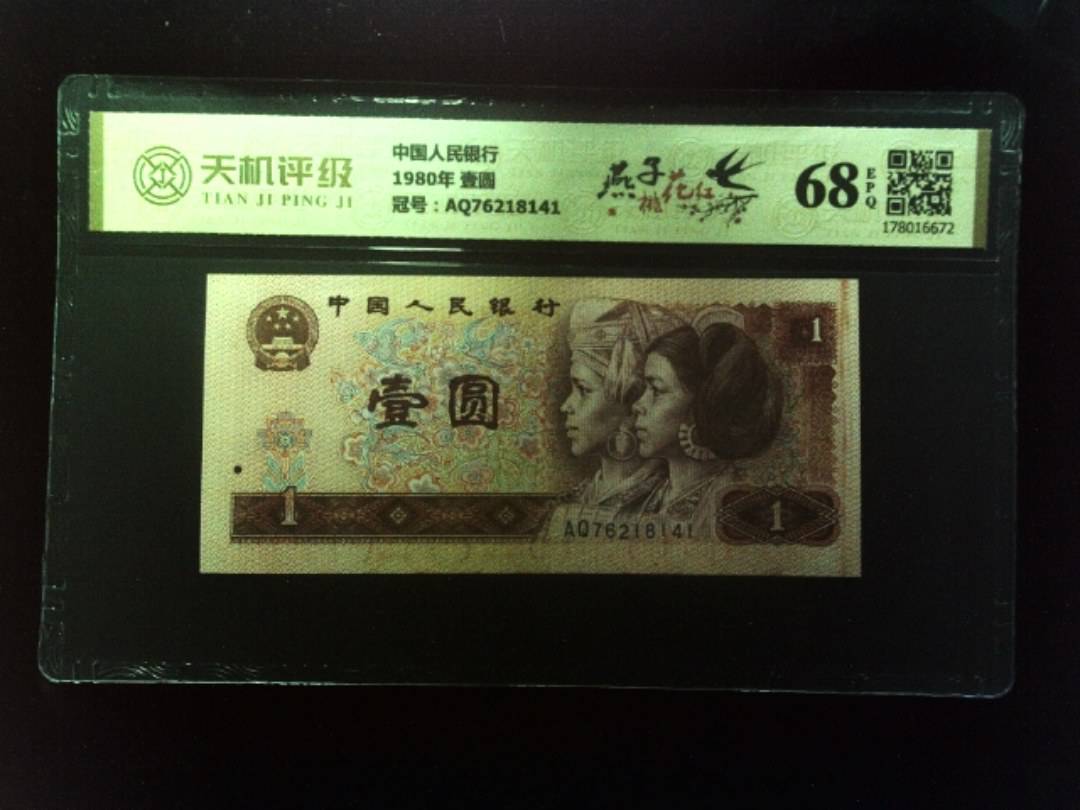 天机评级
TIAN JI PING JI
中国人民银行
1980年 壹圆
冠号：AQ76218141
燕子
桃花红
68
EPQ
178016672
中国人民银行
壹圆
1
1
AQ76218141
1